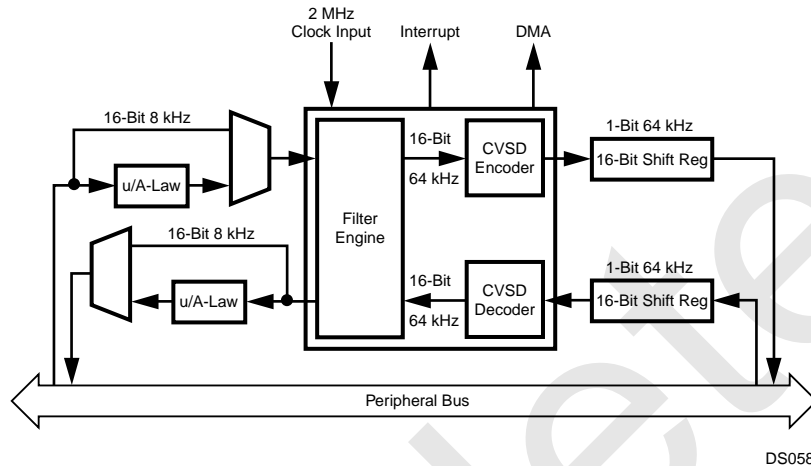 2 MHz
Clock Input
Interrupt
DMA
16-Bit 8 kHz
u/A-Law
16-Bit 8 kHz
u/A-Law
Filter
Engine
16-Bit
64 kHz
CVSD
Encoder
1-Bit 64 kHz
16-Bit Shift Reg
16-Bit
64 kHz
CVSD
Decoder
1-Bit 64 kHz
16-Bit Shift Reg
Peripheral Bus
DS058